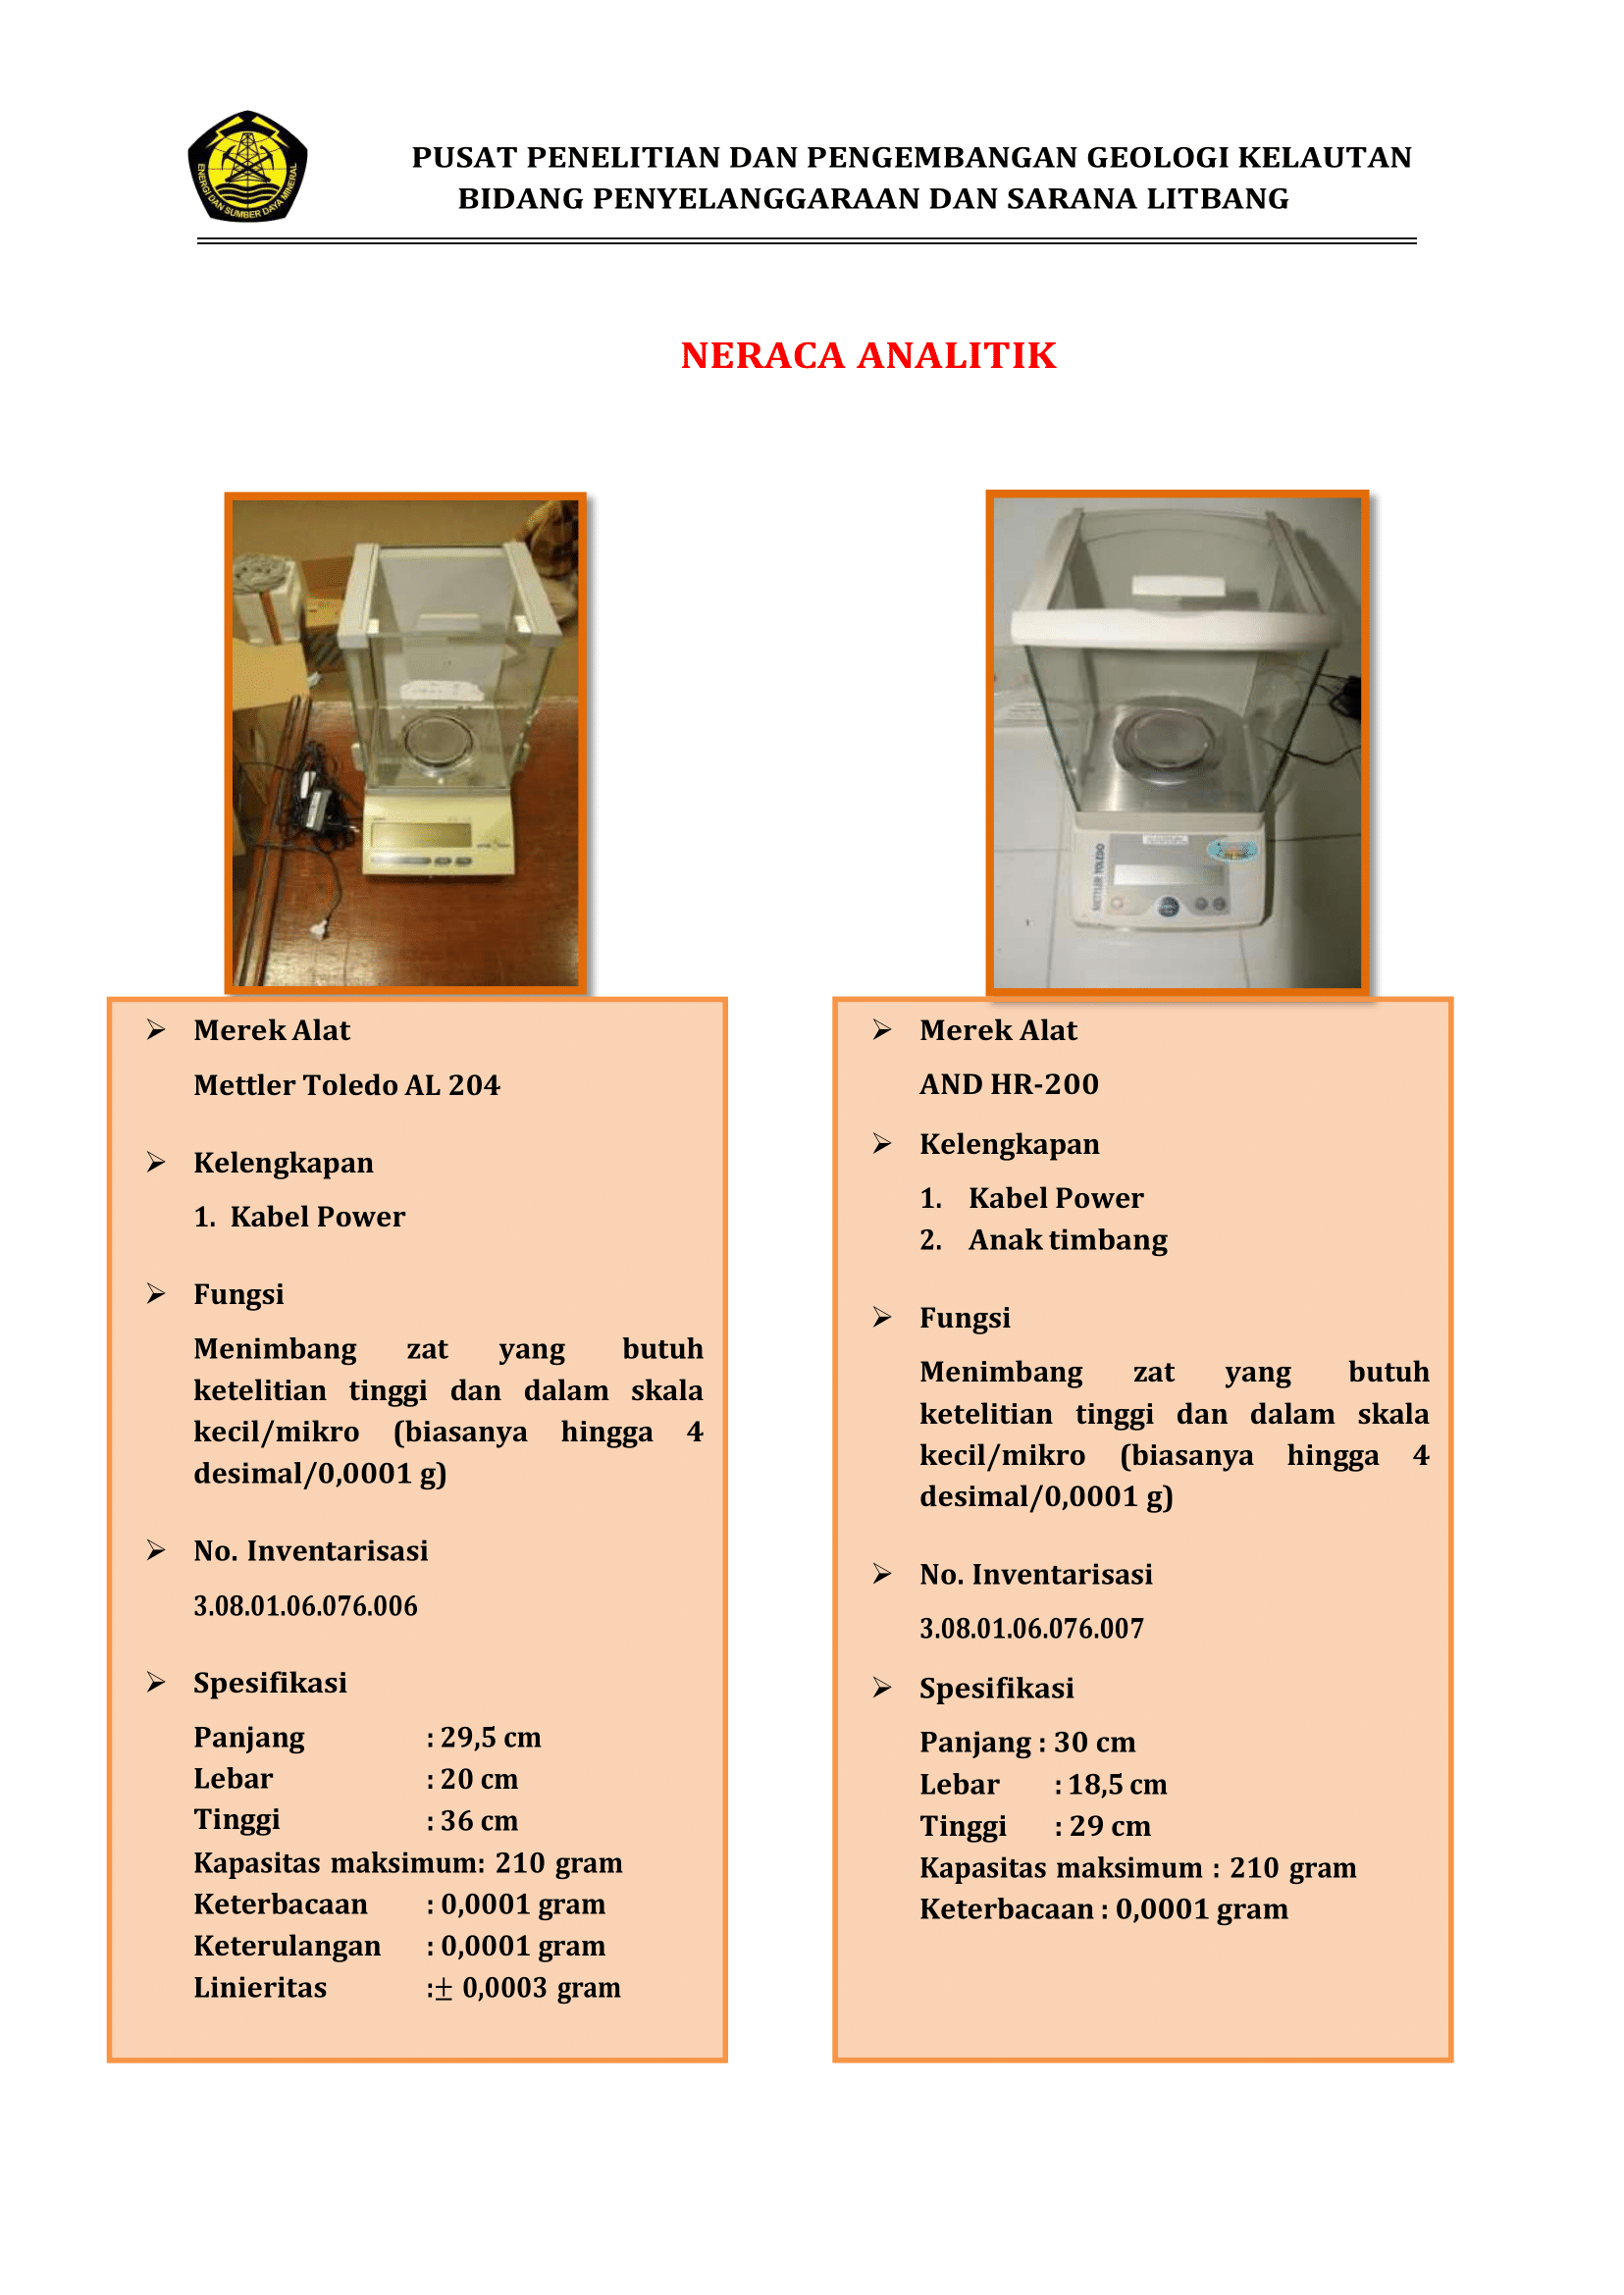 ENERGI DAN SUMBER DAYA MINERAL
PUSAT PENELITIAN DAN PENGEMBANGAN GEOLOGI KELAUTAN
BIDANG PENYELANGGARAAN DAN SARANA LITBANG
NERACA ANALITIK
METTLER TOLEDO
➢ Merek Alat
Mettler Toledo AL 204
➢ Kelengkapan
1. Kabel Power
➢ Fungsi
Menimbang zat yang butuh
ketelitian tinggi dan dalam skala
kecil/mikro (biasanya hingga 4
desimal/0,0001 g)
➢ No. Inventarisasi
3.08.01.06.076.006
➢ Spesifikasi
Panjang : 29,5 cm
Lebar : 20 cm
Tinggi : 36 cm
Kapasitas maksimum: 210 gram
Keterbacaan : 0,0001 gram
Keterulangan : 0,0001 gram
Linieritas :± 0,0003 gram
➢ Merek Alat
AND HR-200
➢ Kelengkapan
1. Kabel Power
2. Anak timbang
➢ Fungsi
Menimbang zat yang butuh
ketelitian tinggi dan dalam skala
kecil/mikro (biasanya hingga 4
desimal/0,0001 g)
➢ No. Inventarisasi
3.08.01.06.076.007
➢ Spesifikasi
Panjang : 30 cm
Lebar : 18,5 cm
Tinggi : 29 cm
Kapasitas maksimum : 210 gram
Keterbacaan : 0,0001 gram